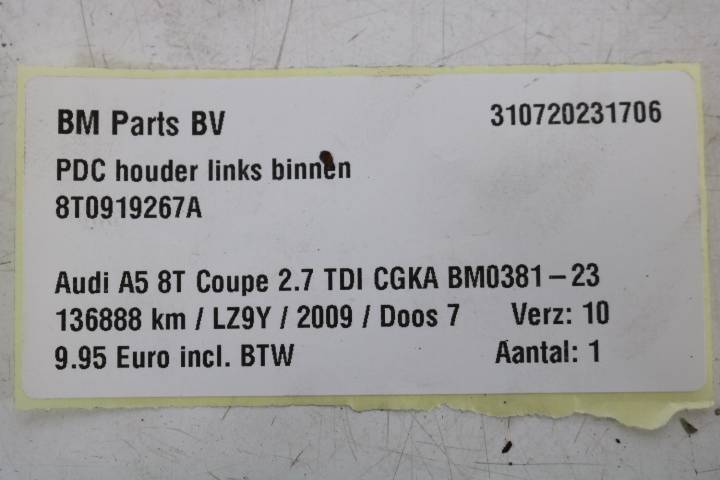 BM Parts BV 310720231706
PDC houder links binnen
8T0919267A
Audi A5 8T Coupe 2.7 TDI CGKA BM0381-23
136888 km / LZ9Y / 2009 / Doos 7 Verz: 10
9.95 Euro incl. BTW Aantal: 1